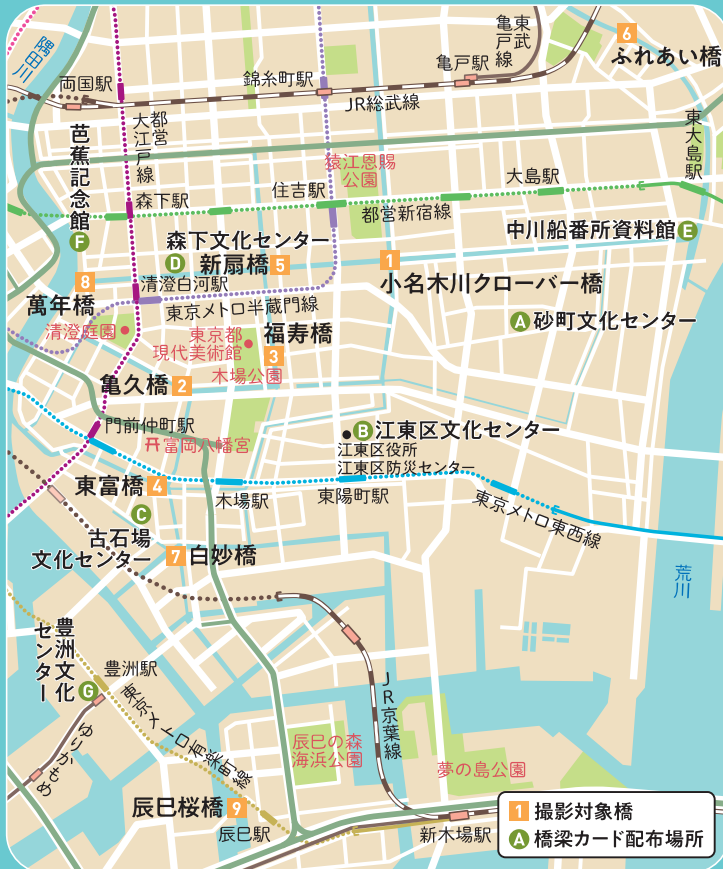 隅田川
両国駅
錦糸町駅
亀戸駅
東武
亀戸線
6
ふれあい橋
JR総武線
都営
大江戸線
芭蕉記念館
F
森下駅
住吉駅
猿江恩賜
公園
大島駅
東大島駅
都営新宿線
森下文化センター
D
新扇橋 5
中川船番所資料館 E
1
小名木川クローバー橋
8
萬年橋
清澄白河駅
東京メトロ半蔵門線
清澄庭園
東京都
現代美術館
福寿橋
3
木場公園
A 砂町文化センター
亀久橋 2
門前仲町駅
富岡八幡宮
B 江東区文化センター
江東区役所
江東区防災センター
東富橋 4
木場駅
東陽町駅
東京メトロ東西線
C
古石場
文化センター
7 白妙橋
荒川
豊洲文化
センター
G
豊洲駅
東京メトロ有楽町線
ゆりかもめ
JR京葉線
辰巳の森
海浜公園
夢の島公園
辰巳桜橋 9
辰巳駅
新木場駅
1 撮影対象橋
A 橋梁カード配布場所